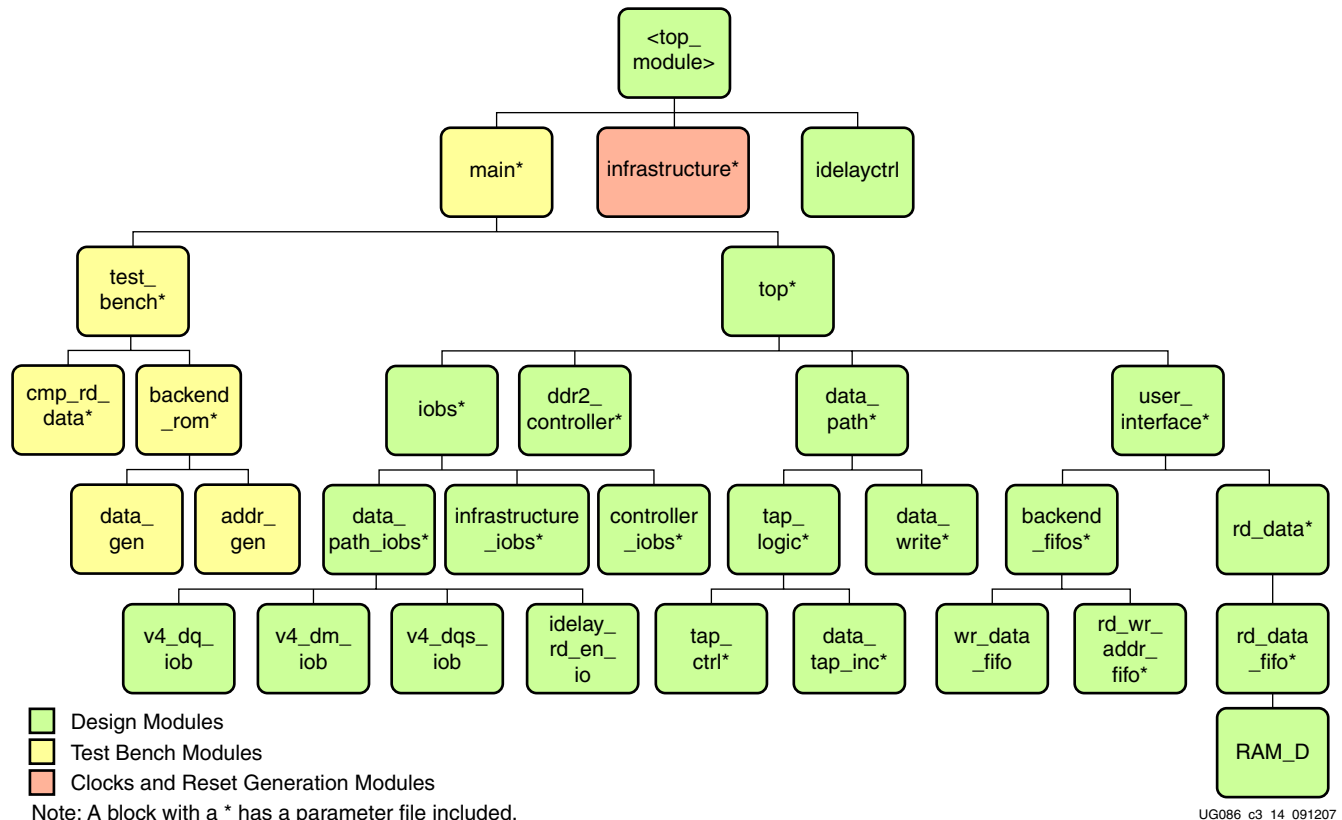 <top_
module>
main*
infrastructure*
idelayctrl
test_
bench*
top*
cmp_rd_
data*
backend
_rom*
iobs*
ddr2_
controller*
data_
path*
user_
interface*
data_
gen
addr_
gen
data_
path_iobs*
infrastructure
_iobs*
controller
_iobs*
tap_
logic*
data_
write*
backend
_fifos*
rd_data*
v4_dq_
iob
v4_dm_
iob
v4_dqs_
iob
idelay_
rd_en_
io
tap_
ctrl*
data_
tap_inc*
wr_data
_fifo
rd_wr_
addr_
fifo*
rd_data
_fifo*
RAM_D
Design Modules
Test Bench Modules
Clocks and Reset Generation Modules
Note: A block with a * has a parameter file included.
UG086_c3_14_091207